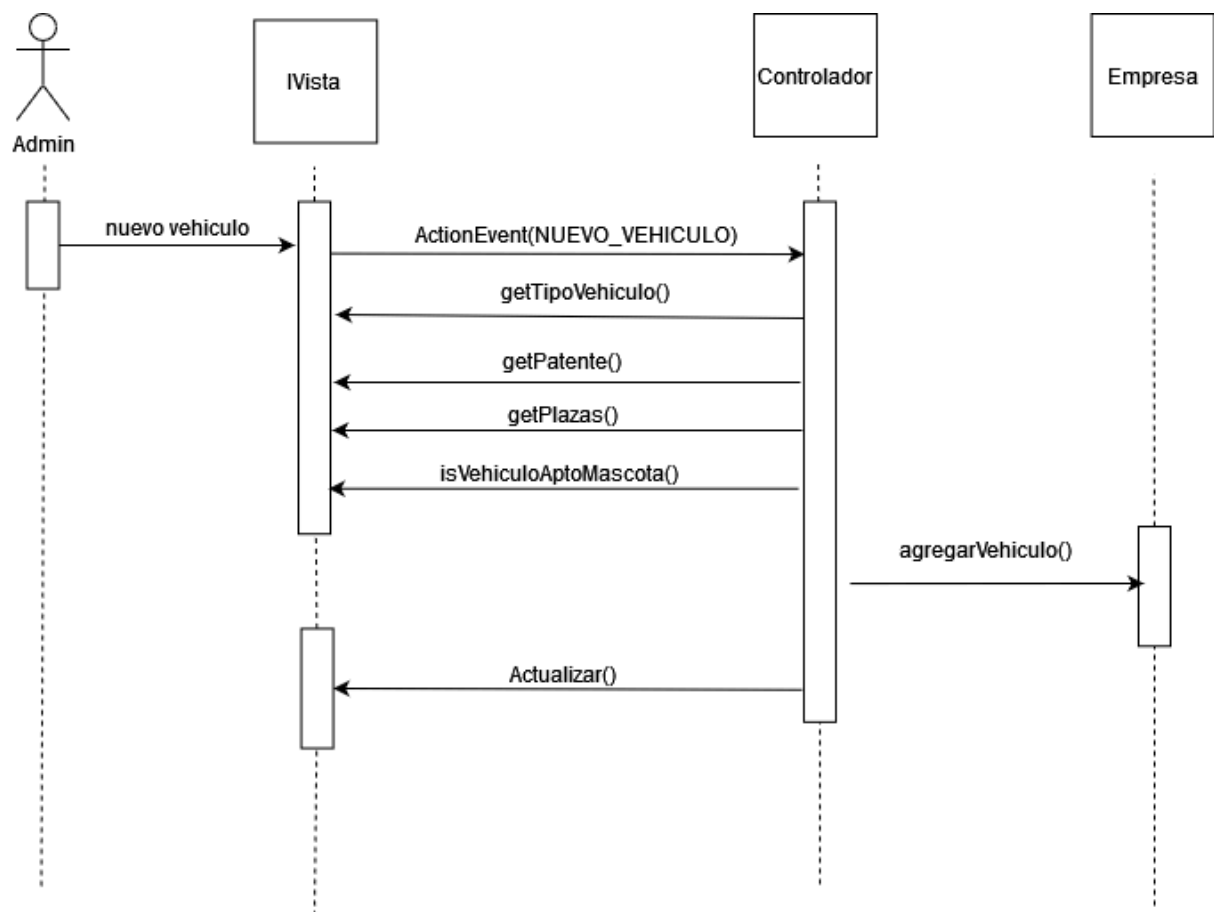 Admin
IVista
Controlador
Empresa
nuevo vehiculo
ActionEvent(NUEVO_VEHICULO)
getTipoVehiculo()
getPatente()
getPlazas()
isVehiculoAptoMascota()
agregarVehiculo()
Actualizar()